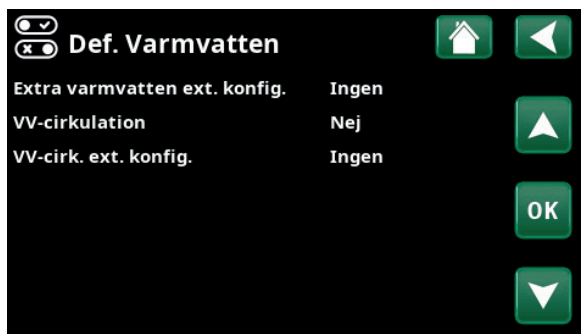 Def. Varmvatten
Extra varmvatten ext. konfig. Ingen
VV-cirkulation Nej
VV-cirk. ext. konfig. Ingen
OK